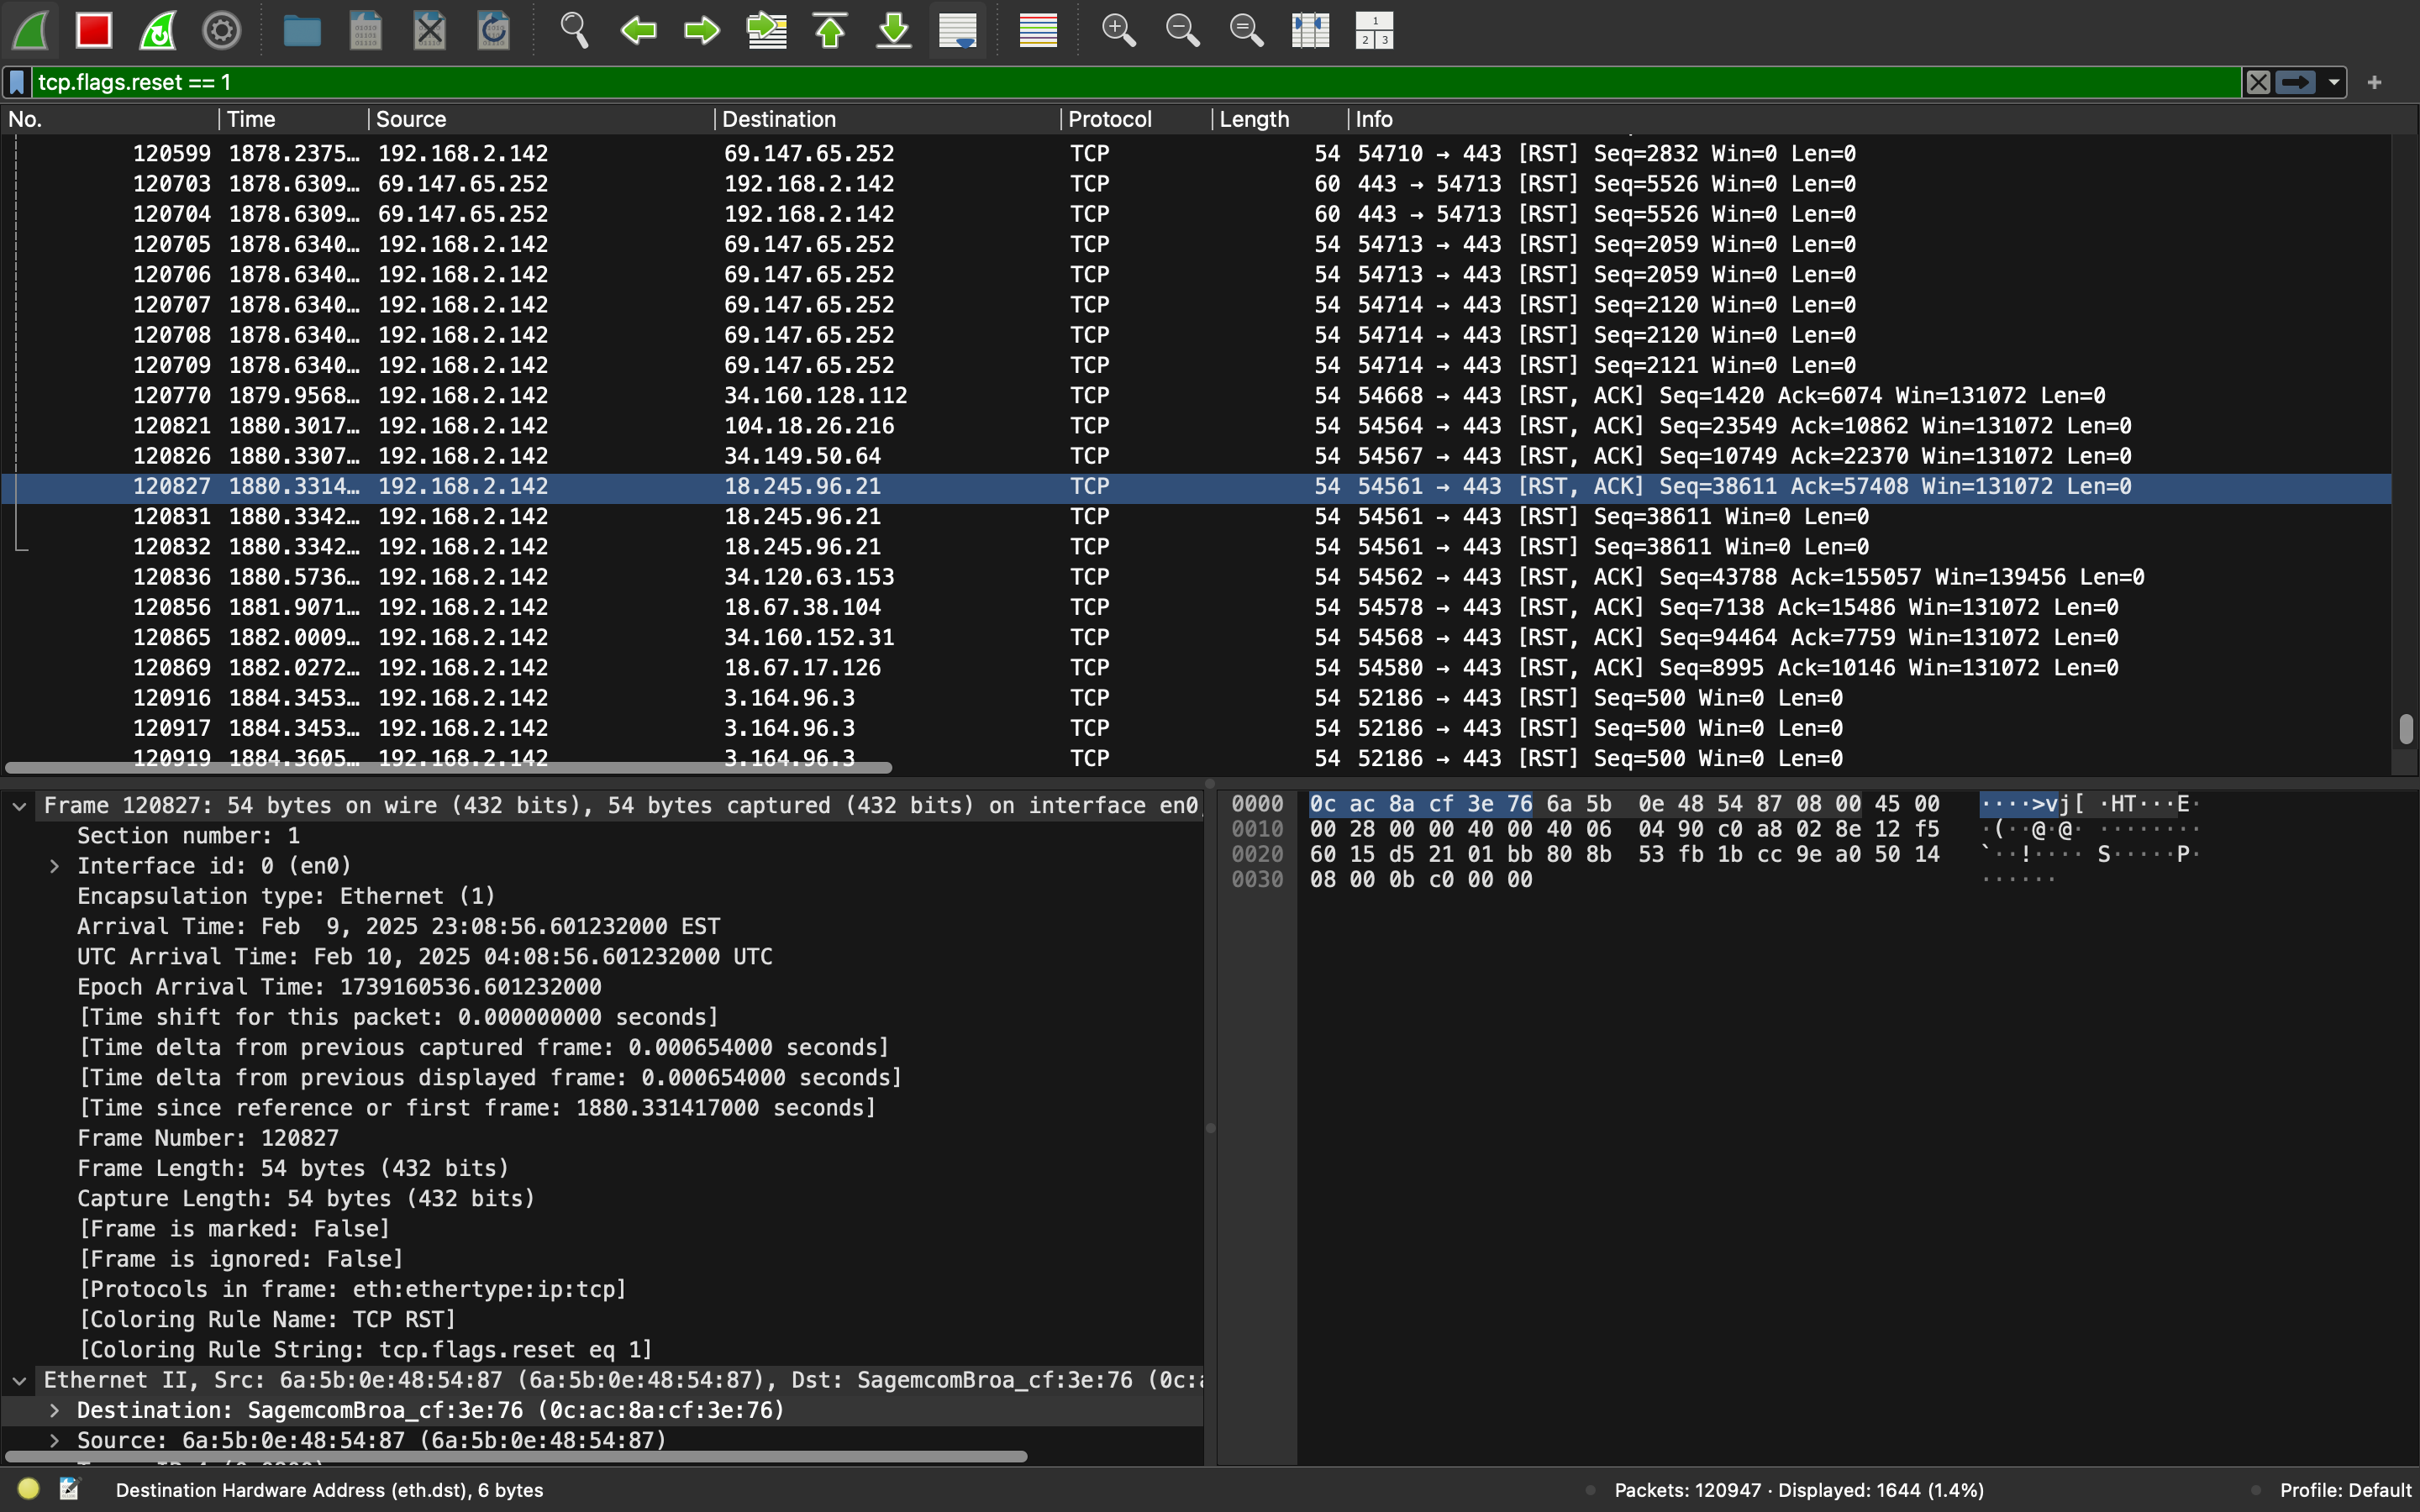 1
2 3
tcp.flags.reset == 1
No. Time Source Destination Protocol Length Info
120599 1878.2375… 192.168.2.142 69.147.65.252 TCP 54 54710 → 443 [RST] Seq=2832 Win=0 Len=0
120703 1878.6309… 69.147.65.252 192.168.2.142 TCP 60 443 → 54713 [RST] Seq=5526 Win=0 Len=0
120704 1878.6309… 69.147.65.252 192.168.2.142 TCP 60 443 → 54713 [RST] Seq=5526 Win=0 Len=0
120705 1878.6340… 192.168.2.142 69.147.65.252 TCP 54 54713 → 443 [RST] Seq=2059 Win=0 Len=0
120706 1878.6340… 192.168.2.142 69.147.65.252 TCP 54 54713 → 443 [RST] Seq=2059 Win=0 Len=0
120707 1878.6340… 192.168.2.142 69.147.65.252 TCP 54 54714 → 443 [RST] Seq=2120 Win=0 Len=0
120708 1878.6340… 192.168.2.142 69.147.65.252 TCP 54 54714 → 443 [RST] Seq=2120 Win=0 Len=0
120709 1878.6340… 192.168.2.142 69.147.65.252 TCP 54 54714 → 443 [RST] Seq=2121 Win=0 Len=0
120770 1879.9568… 192.168.2.142 34.160.128.112 TCP 54 54668 → 443 [RST, ACK] Seq=1420 Ack=6074 Win=131072 Len=0
120821 1880.3017… 192.168.2.142 104.18.26.216 TCP 54 54564 → 443 [RST, ACK] Seq=23549 Ack=10862 Win=131072 Len=0
120826 1880.3307… 192.168.2.142 34.149.50.64 TCP 54 54567 → 443 [RST, ACK] Seq=10749 Ack=22370 Win=131072 Len=0
120827 1880.3314… 192.168.2.142 18.245.96.21 TCP 54 54561 → 443 [RST, ACK] Seq=38611 Ack=57408 Win=131072 Len=0
120831 1880.3342… 192.168.2.142 18.245.96.21 TCP 54 54561 → 443 [RST] Seq=38611 Win=0 Len=0
120832 1880.3342… 192.168.2.142 18.245.96.21 TCP 54 54561 → 443 [RST] Seq=38611 Win=0 Len=0
120836 1880.5736… 192.168.2.142 34.120.63.153 TCP 54 54562 → 443 [RST, ACK] Seq=43788 Ack=155057 Win=139456 Len=0
120856 1881.9071… 192.168.2.142 18.67.38.104 TCP 54 54578 → 443 [RST, ACK] Seq=7138 Ack=15486 Win=131072 Len=0
120865 1882.0009… 192.168.2.142 34.160.152.31 TCP 54 54568 → 443 [RST, ACK] Seq=94464 Ack=7759 Win=131072 Len=0
120869 1882.0272… 192.168.2.142 18.67.17.126 TCP 54 54580 → 443 [RST, ACK] Seq=8995 Ack=10146 Win=131072 Len=0
120916 1884.3453… 192.168.2.142 3.164.96.3 TCP 54 52186 → 443 [RST] Seq=500 Win=0 Len=0
120917 1884.3453… 192.168.2.142 3.164.96.3 TCP 54 52186 → 443 [RST] Seq=500 Win=0 Len=0
120919 1884.3605… 192.168.2.142 3.164.96.3 TCP 54 52186 → 443 [RST] Seq=500 Win=0 Len=0
Frame 120827: 54 bytes on wire (432 bits), 54 bytes captured (432 bits) on interface en0,
Section number: 1
Interface id: 0 (en0)
Encapsulation type: Ethernet (1)
Arrival Time: Feb  9, 2025 23:08:56.601232000 EST
UTC Arrival Time: Feb 10, 2025 04:08:56.601232000 UTC
Epoch Arrival Time: 1739160536.601232000
[Time shift for this packet: 0.000000000 seconds]
[Time delta from previous captured frame: 0.000654000 seconds]
[Time delta from previous displayed frame: 0.000654000 seconds]
[Time since reference or first frame: 1880.331417000 seconds]
Frame Number: 120827
Frame Length: 54 bytes (432 bits)
Capture Length: 54 bytes (432 bits)
[Frame is marked: False]
[Frame is ignored: False]
[Protocols in frame: eth:ethertype:ip:tcp]
[Coloring Rule Name: TCP RST]
[Coloring Rule String: tcp.flags.reset eq 1]
Ethernet II, Src: 6a:5b:0e:48:54:87 (6a:5b:0e:48:54:87), Dst: SagemcomBroa_cf:3e:76 (0c:a
Destination: SagemcomBroa_cf:3e:76 (0c:ac:8a:cf:3e:76)
Source: 6a:5b:0e:48:54:87 (6a:5b:0e:48:54:87)
0000 0c ac 8a cf 3e 76 6a 5b 0e 48 54 87 08 00 45 00 ····>vj[ ·HT···E·
0010 00 28 00 00 40 00 40 06 04 90 c0 a8 02 8e 12 f5 ·(··@·@· ········
0020 60 15 d5 21 01 bb 80 8b 53 fb 1b cc 9e a0 50 14 `··!···· S·····P·
0030 08 00 0b c0 00 00 ······
Destination Hardware Address (eth.dst), 6 bytes
Packets: 120947 · Displayed: 1644 (1.4%)
Profile: Default